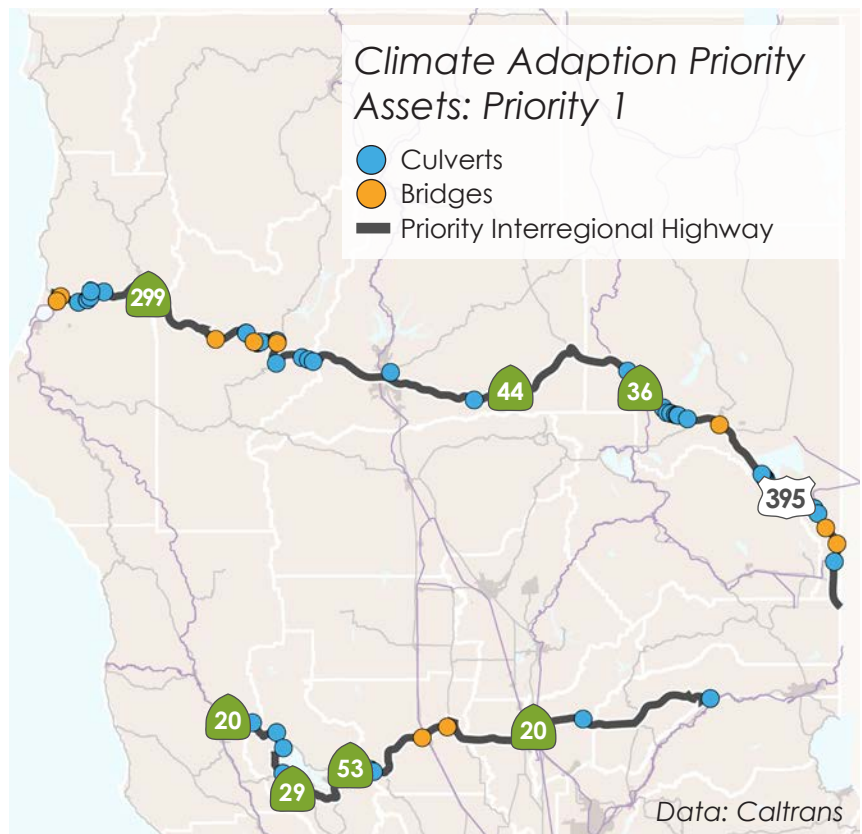 Climate Adaption Priority
Assets: Priority 1
Culverts
Bridges
Priority Interregional Highway
299
44
36
395
20
20
53
29
Data: Caltrans